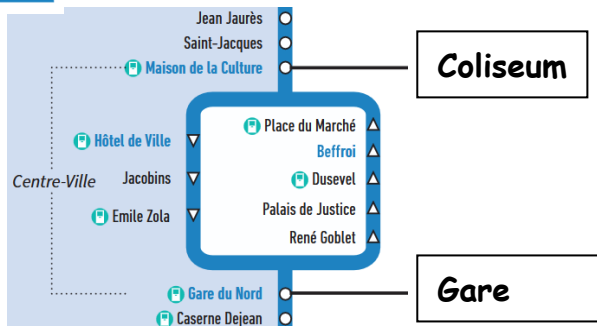 Jean Jaurès
Saint-Jacques
Maison de la Culture
Coliseum
Place du Marché
Hôtel de Ville
Beffroi
Centre-Ville
Jacobins
Dusevel
Emile Zola
Palais de Justice
René Goblet
Gare du Nord
Gare
Caserne Dejean